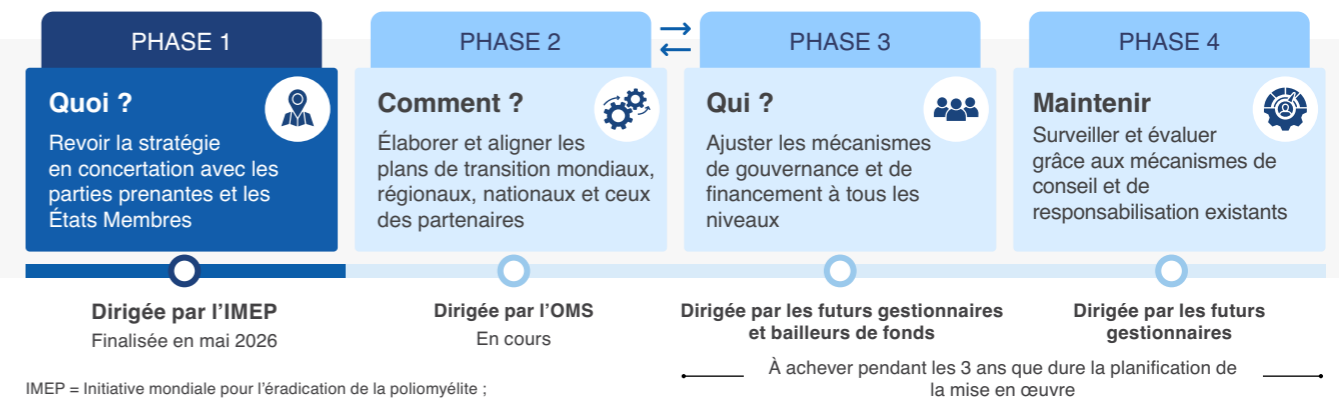 PHASE 1
Quoi ?
Revoir la stratégie
en concertation avec les
parties prenantes et les
États Membres
Dirigée par l’IMEP
Finalisée en mai 2026
PHASE 2
Comment ?
Élaborer et aligner les
plans de transition mondiaux,
régionaux, nationaux et ceux
des partenaires
Dirigée par l’OMS
En cours
PHASE 3
Qui ?
Ajuster les mécanismes
de gouvernance et de
financement à tous les
niveaux
Dirigée par les futurs gestionnaires
et bailleurs de fonds
PHASE 4
Maintenir
Surveiller et évaluer
grâce aux mécanismes de
conseil et de
responsabilisation existants
Dirigée par les futurs
gestionnaires
À achever pendant les 3 ans que dure la planification de
la mise en œuvre
IMEP = Initiative mondiale pour l’éradication de la poliomyélite ;